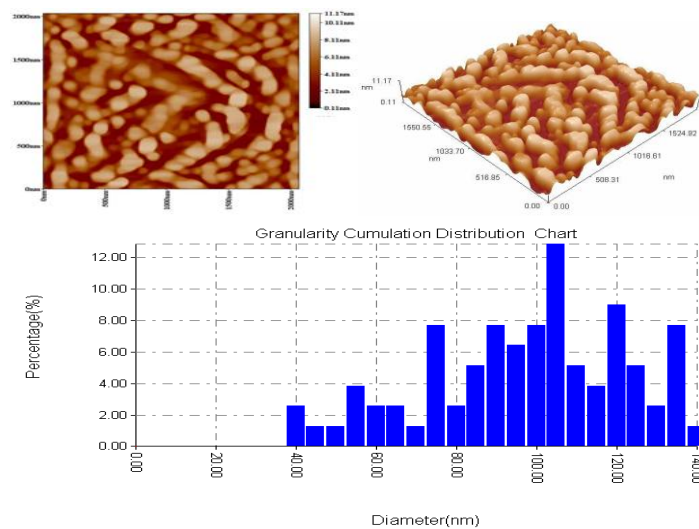 2000nm
1500nm
1000nm
500nm
0nm
0nm
500nm
1000nm
1500nm
2000nm
11.17nm
10.11nm
8.11nm
6.11nm
4.11nm
2.11nm
0.11nm
11.17
nm
0.11
1550.55
1033.70
nm
516.85
0.00
0.00
508.31
nm
1016.61
1524.92
Granularity Cumulation Distribution Chart
Percentage(%)
12.00
10.00
8.00
6.00
4.00
2.00
0.00
0.00
20.00
40.00
60.00
80.00
100.00
120.00
140.00
Diameter(nm)